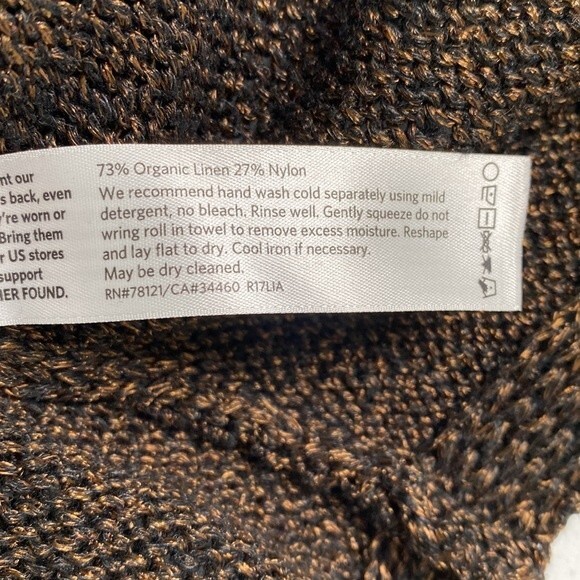 nt our
s back, even
're worn or
Bring them
r US stores
support
IER FOUND.
73% Organic Linen 27% Nylon
We recommend hand wash cold separately using mild
detergent, no bleach. Rinse well. Gently squeeze do not
wring roll in towel to remove excess moisture. Reshape
and lay flat to dry. Cool iron if necessary.
May be dry cleaned.
RN#78121/CA#34460 R17LIA